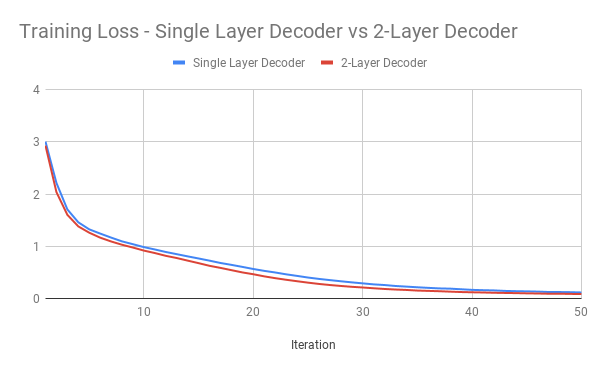 Training Loss - Single Layer Decoder vs 2-Layer Decoder
Single Layer Decoder 2-Layer Decoder
4
3
2
1
0
10 20 30 40 50
Iteration